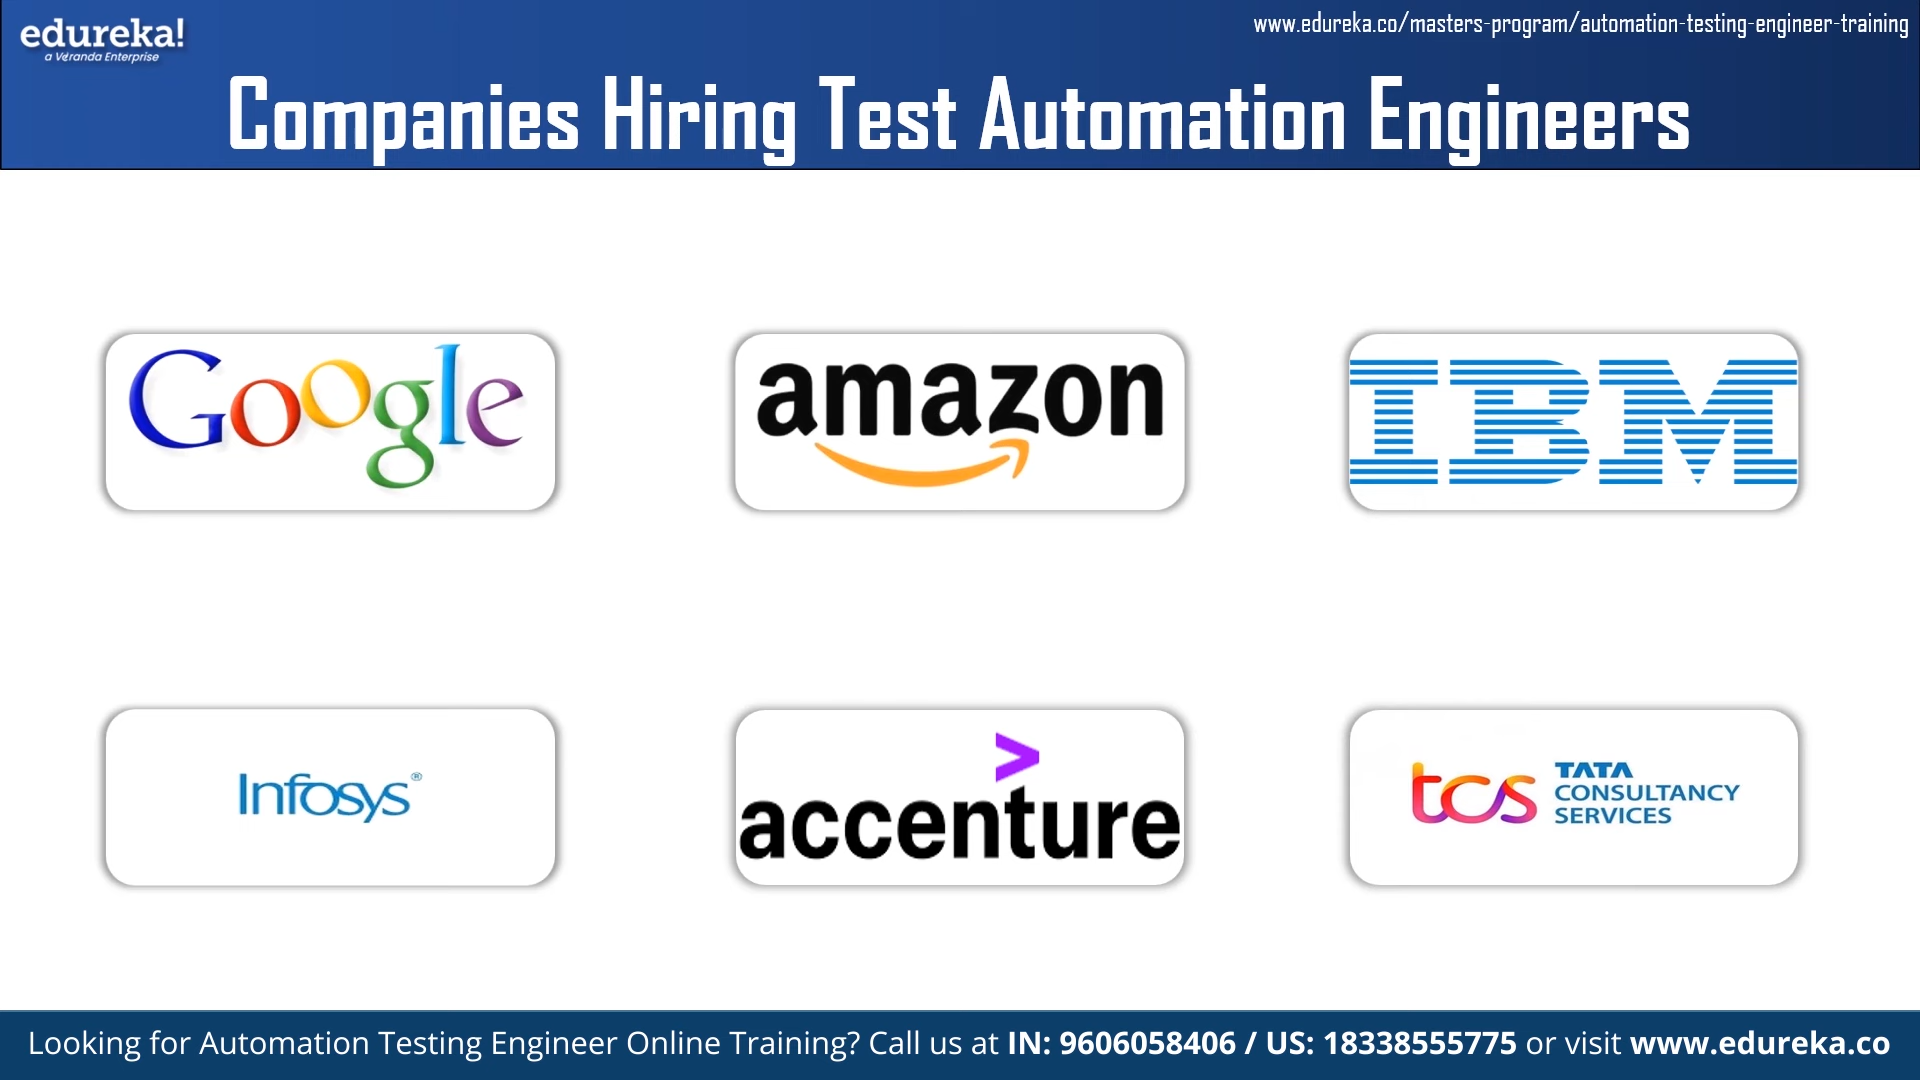 edureka!
a Veranda Enterprise
www.edureka.co/masters-program/automation-testing-engineer-training
Companies Hiring Test Automation Engineers
Google
amazon
IBM
Infosys®
>
accenture
tcs
TATA
CONSULTANCY
SERVICES
Looking for Automation Testing Engineer Online Training? Call us at IN: 9606058406 / US: 18338555775 or visit www.edureka.co